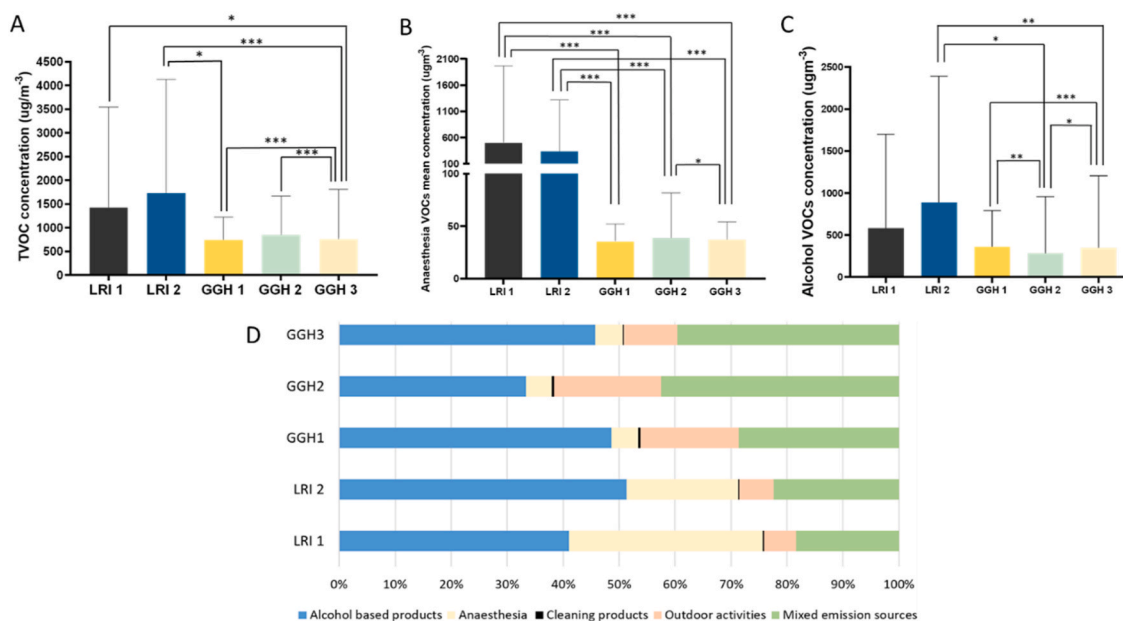 A
TVOC concentration (ug/m-3)
4500
4000
3500
3000
2500
2000
1500
1000
500
0
*
***
*
***
***
LRI 1 LRI 2 GGH 1 GGH 2 GGH 3
B
Anaesthesia VOCs mean concentration (ugm-3)
2100
1600
1100
600
100
100
50
0
***
***
***
***
***
***
*
LRI 1 LRI 2 GGH 1 GGH 2 GGH 3
C
Alcohol VOCs concentration (ug/m-3)
2500
2000
1500
1000
500
0
**
*
***
*
**
LRI 1 LRI 2 GGH 1 GGH 2 GGH 3
D
GGH3
GGH2
GGH1
LRI 2
LRI 1
0% 10% 20% 30% 40% 50% 60% 70% 80% 90% 100%
Alcohol based products Anaesthesia Cleaning products Outdoor activities Mixed emission sources